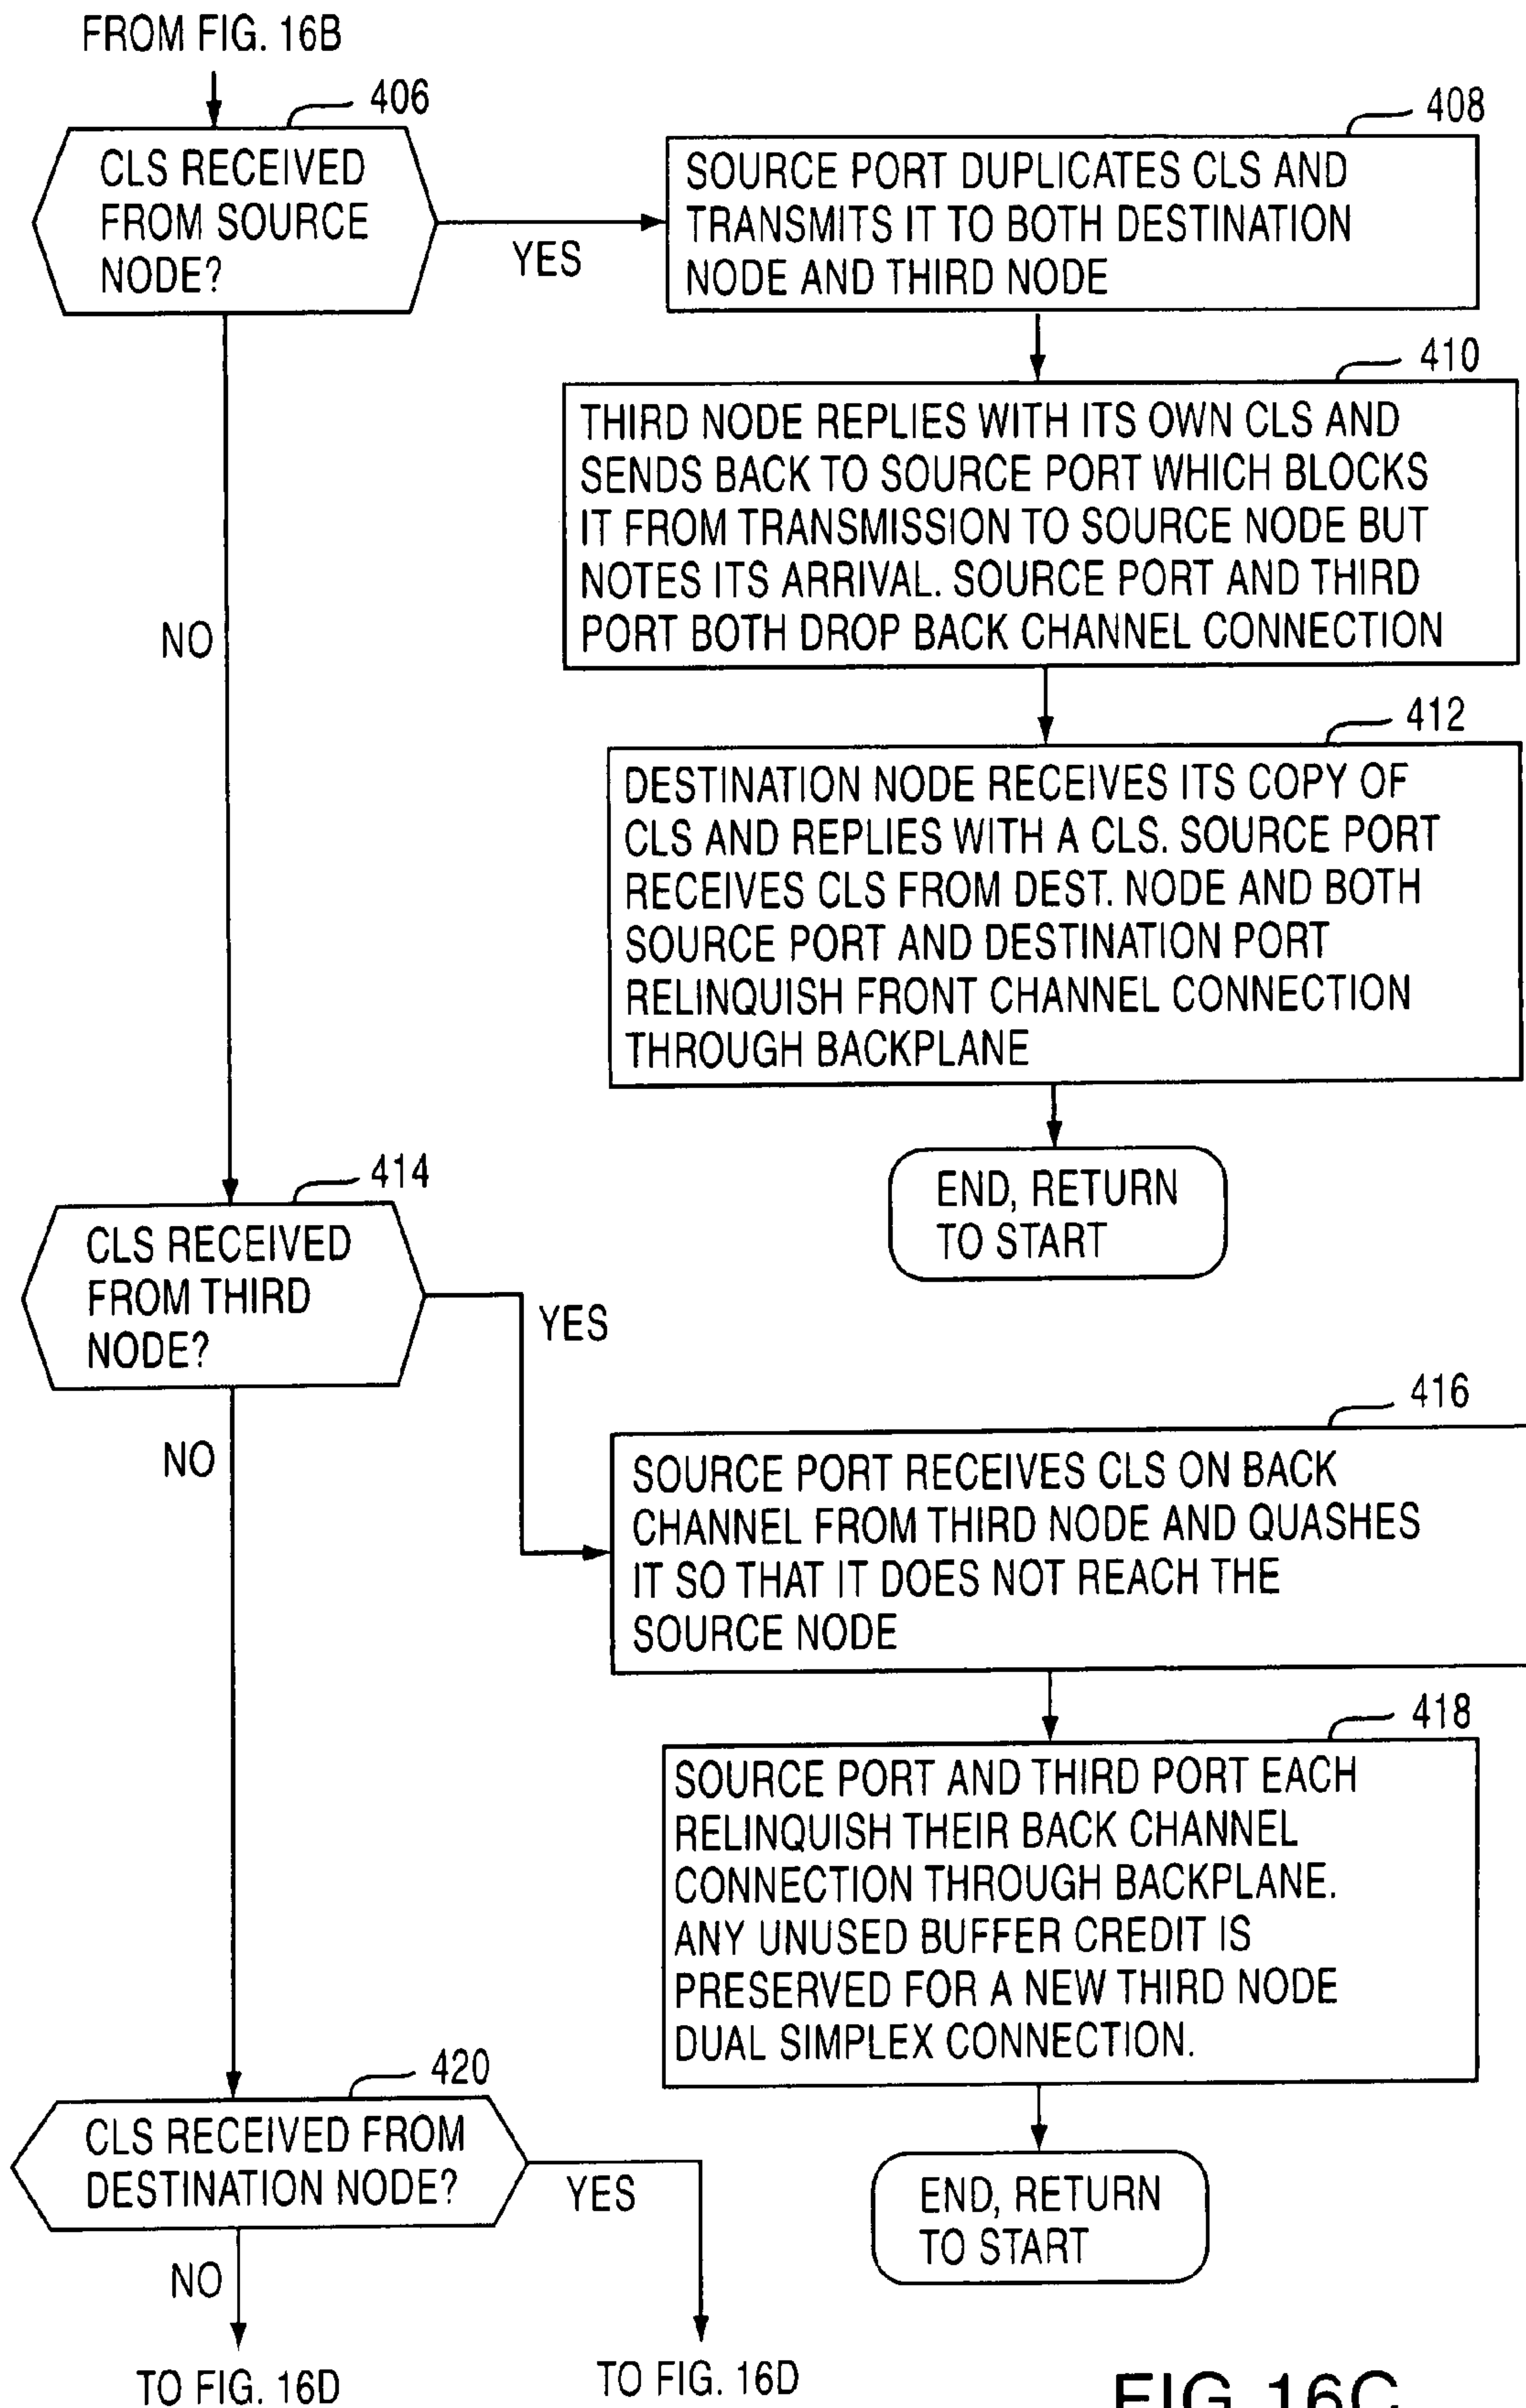 FROM FIG. 16B
406
CLS RECEIVED
FROM SOURCE
NODE?
YES
NO
408
SOURCE PORT DUPLICATES CLS AND
TRANSMITS IT TO BOTH DESTINATION
NODE AND THIRD NODE
410
THIRD NODE REPLIES WITH ITS OWN CLS AND
SENDS BACK TO SOURCE PORT WHICH BLOCKS
IT FROM TRANSMISSION TO SOURCE NODE BUT
NOTES ITS ARRIVAL. SOURCE PORT AND THIRD
PORT BOTH DROP BACK CHANNEL CONNECTION
412
DESTINATION NODE RECEIVES ITS COPY OF
CLS AND REPLIES WITH A CLS. SOURCE PORT
RECEIVES CLS FROM DEST. NODE AND BOTH
SOURCE PORT AND DESTINATION PORT
RELINQUISH FRONT CHANNEL CONNECTION
THROUGH BACKPLANE
END, RETURN
TO START
414
CLS RECEIVED
FROM THIRD
NODE?
YES
NO
416
SOURCE PORT RECEIVES CLS ON BACK
CHANNEL FROM THIRD NODE AND QUASHES
IT SO THAT IT DOES NOT REACH THE
SOURCE NODE
418
SOURCE PORT AND THIRD PORT EACH
RELINQUISH THEIR BACK CHANNEL
CONNECTION THROUGH BACKPLANE.
ANY UNUSED BUFFER CREDIT IS
PRESERVED FOR A NEW THIRD NODE
DUAL SIMPLEX CONNECTION.
END, RETURN
TO START
420
CLS RECEIVED FROM
DESTINATION NODE?
YES
NO
TO FIG. 16D
TO FIG. 16D
FIG.16C